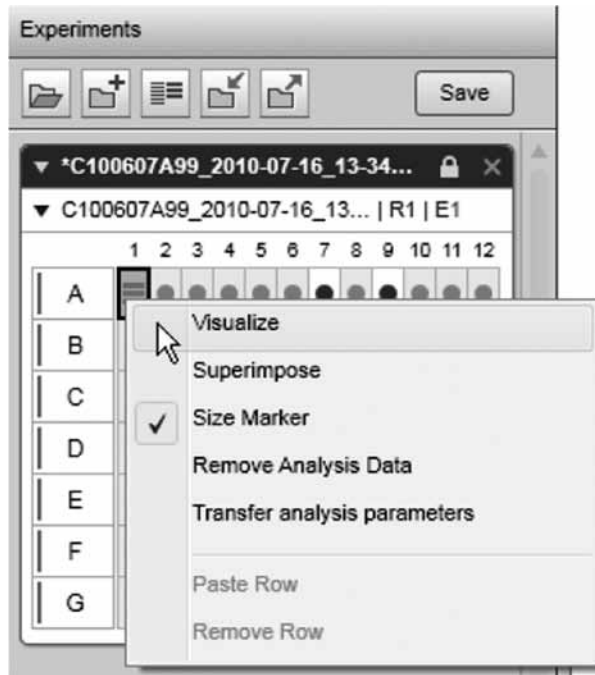 Experiments
Save
*C100607A99_2010-07-16_13-34...
C100607A99_2010-07-16_13... | R1 | E1
1 2 3 4 5 6 7 8 9 10 11 12
A
Visualize
B
Superimpose
C
Size Marker
D
Remove Analysis Data
E
Transfer analysis parameters
F
Paste Row
G
Remove Row